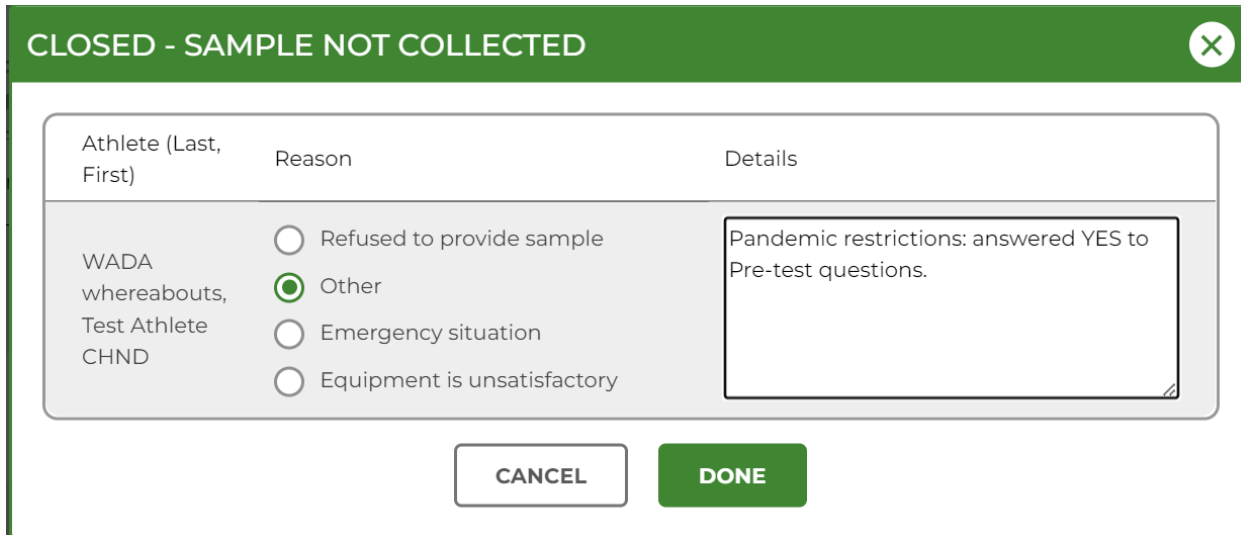 CLOSED - SAMPLE NOT COLLECTED
Athlete (Last,
First)
Reason
Details
WADA
whereabouts,
Test Athlete
CHND
Refused to provide sample
Other
Emergency situation
Equipment is unsatisfactory
Pandemic restrictions: answered YES to
Pre-test questions.
CANCEL
DONE